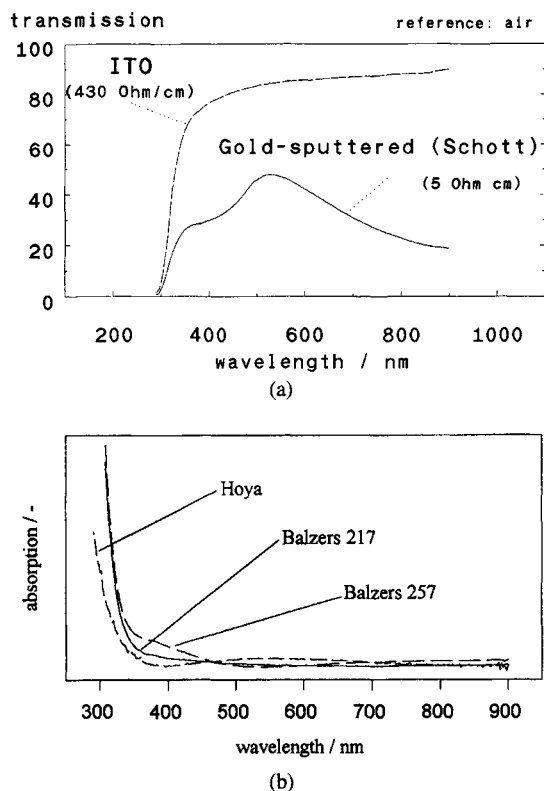 transmission
reference: air
100
ITO
(430 Ohm/cm)
80
Gold-sputtered (Schott)
60
(5 Ohm cm)
40
20
0
200 400 600 800 1000
wavelength / nm
(a)
Hoya
Balzers 217
Balzers 257
absorption / -
300 400 500 600 700 800 900
wavelength / nm
(b)